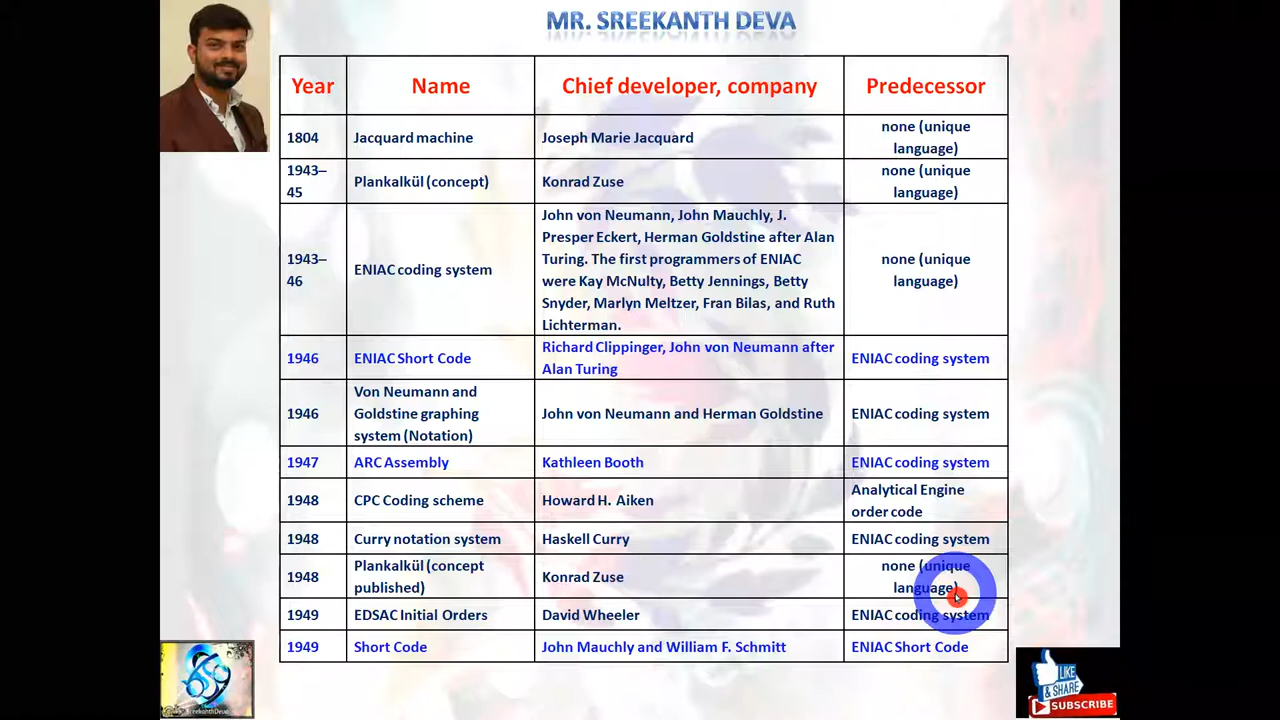 MR. SREEKANTH DEVA
Year Name Chief developer, company Predecessor
1804 Jacquard machine Joseph Marie Jacquard none (unique
language)
1943–
45 Plankalkül (concept) Konrad Zuse none (unique
language)
1943–
46 ENIAC coding system John von Neumann, John Mauchly, J.
Presper Eckert, Herman Goldstine after Alan
Turing. The first programmers of ENIAC
were Kay McNulty, Betty Jennings, Betty
Snyder, Marlyn Meltzer, Fran Bilas, and Ruth
Lichterman. none (unique
language)
1946 ENIAC Short Code Richard Clippinger, John von Neumann after
Alan Turing ENIAC coding system
1946 Von Neumann and
Goldstine graphing
system (Notation) John von Neumann and Herman Goldstine ENIAC coding system
1947 ARC Assembly Kathleen Booth ENIAC coding system
1948 CPC Coding scheme Howard H. Aiken Analytical Engine
order code
1948 Curry notation system Haskell Curry ENIAC coding system
1948 Plankalkül (concept
published) Konrad Zuse none (unique
language)
1949 EDSAC Initial Orders David Wheeler ENIAC coding system
1949 Short Code John Mauchly and William F. Schmitt ENIAC Short Code
SreekanthDeva
LIKE
& SHARE
SUBSCRIBE